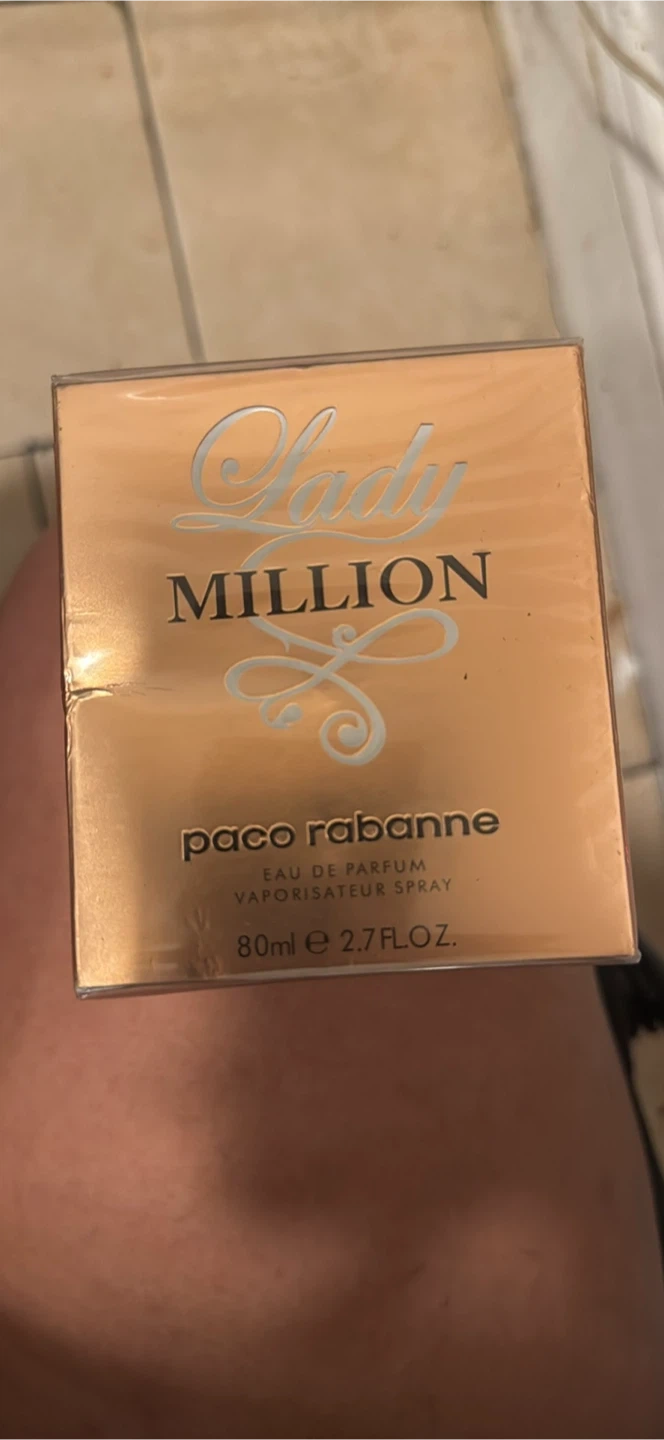 Lady
MILLION
paco rabanne
EAU DE PARFUM
VAPORISATEUR SPRAY
80ml ℮ 2.7FL.OZ.